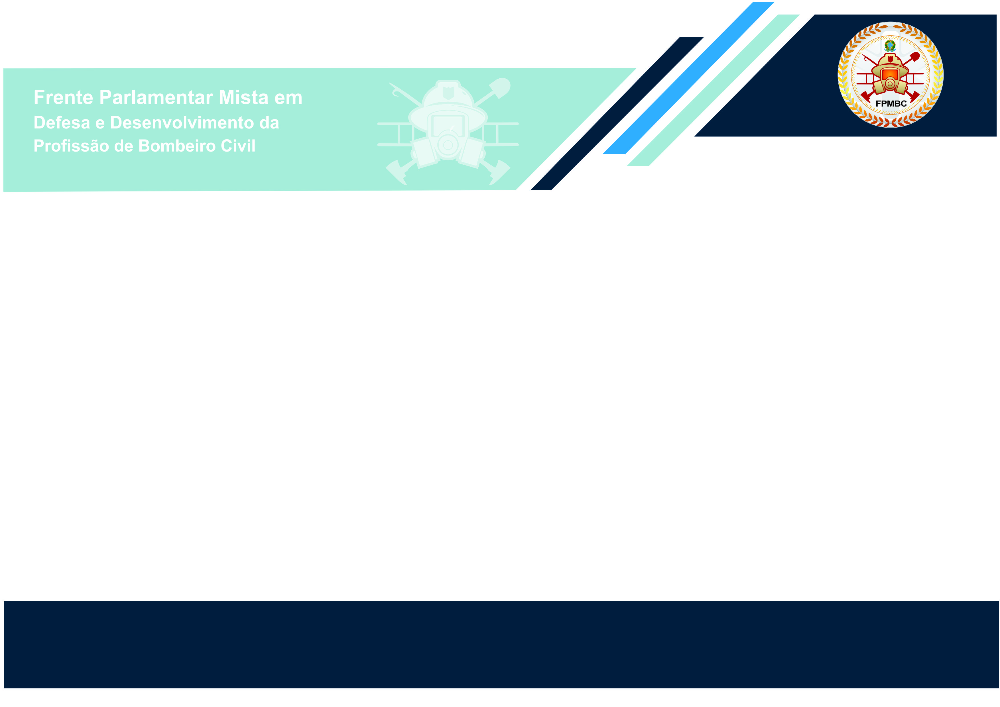 Frente Parlamentar Mista em
Defesa e Desenvolvimento da
Profissão de Bombeiro Civil
FPMBC